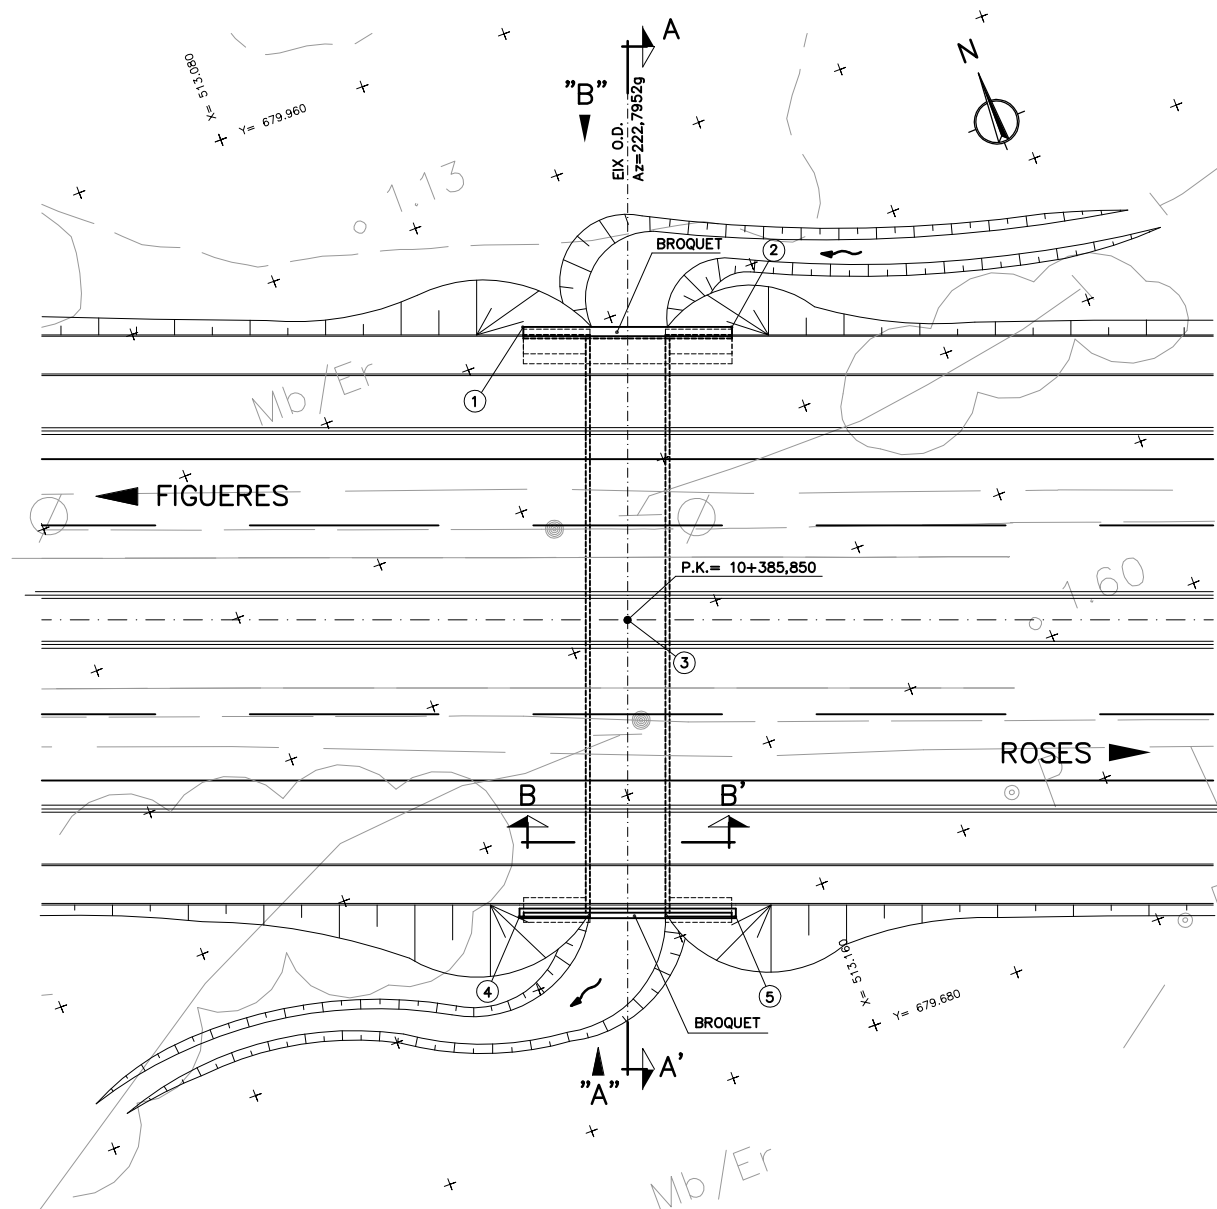 A
N
X= 513.080
Y= 679.960
"B"
EIX O.D.
Az=222,7952g
1.13
BROQUET
2
1
Mb/Er
FIGUERES
P.K.= 10+385,850
1.60
3
ROSES
B
B'
4
5
X= 513.160
Y= 679.680
BROQUET
A'
"A"
Mb/Er